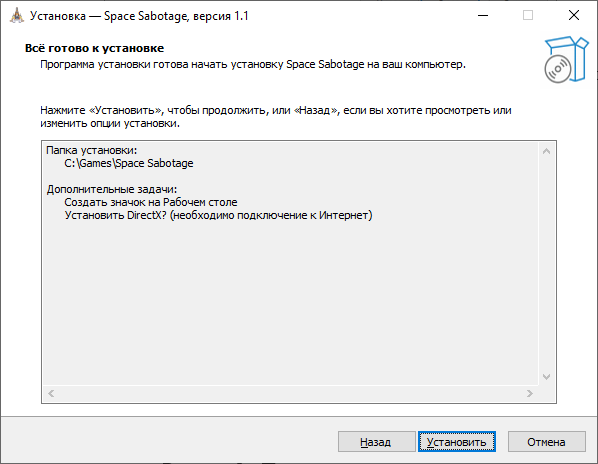 Установка — Space Sabotage, версия 1.1
Всё готово к установке
Программа установки готова начать установку Space Sabotage на ваш компьютер.
Нажмите «Установить», чтобы продолжить, или «Назад», если вы хотите просмотреть или
изменить опции установки.
Папка установки:
C:\Games\Space Sabotage
Дополнительные задачи:
Создать значок на Рабочем столе
Установить DirectX? (необходимо подключение к Интернет)
Назад
Установить
Отмена